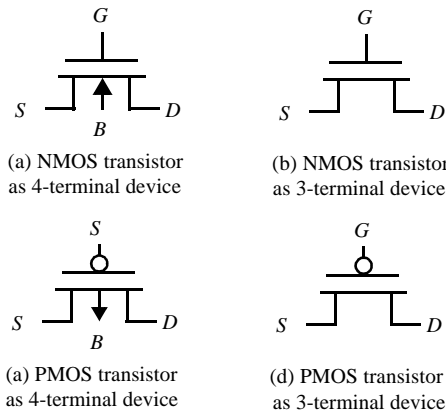 G
G
S
D
B
S
D
(a) NMOS transistor
as 4-terminal device
(b) NMOS transistor
as 3-terminal device
S
G
S
D
B
S
D
(a) PMOS transistor
as 4-terminal device
(d) PMOS transistor
as 3-terminal device